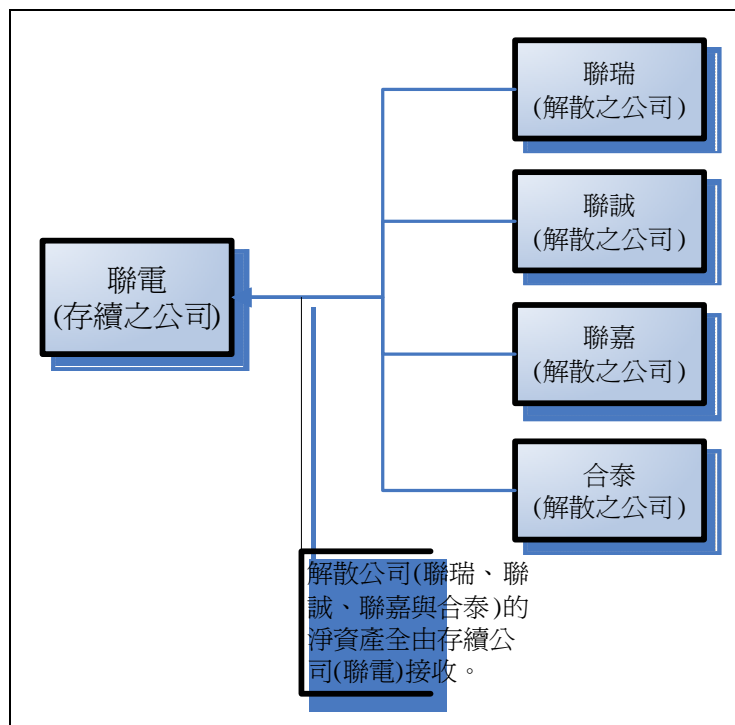 聯瑞
(解散之公司)
聯誠
(解散之公司)
聯電
(存續之公司)
聯嘉
(解散之公司)
合泰
(解散之公司)
解散公司(聯瑞、聯
誠、聯嘉與合泰)的
淨資產全由存續公
司(聯電)接收。